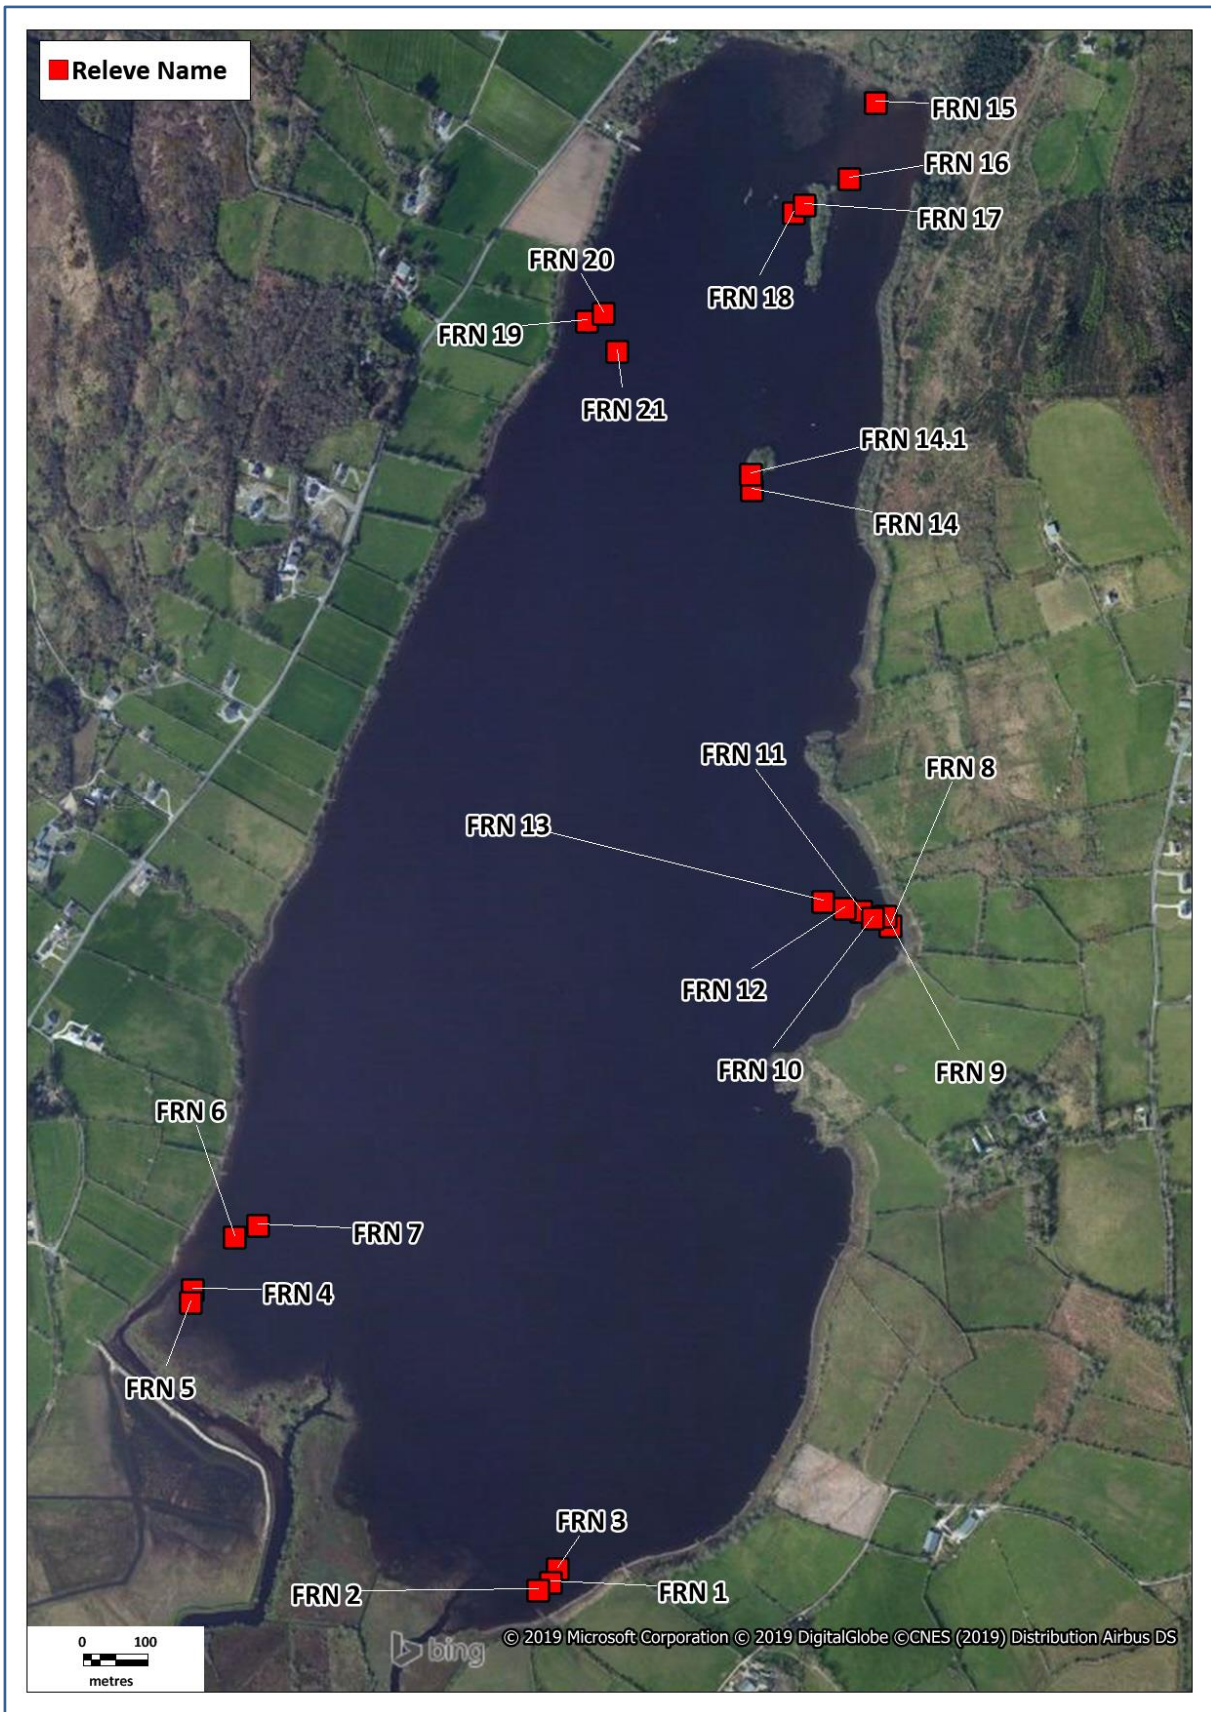 Releve Name
FRN 15
FRN 16
FRN 17
FRN 20
FRN 18
FRN 19
FRN 21
FRN 14.1
FRN 14
FRN 11
FRN 8
FRN 13
FRN 12
FRN 10
FRN 9
FRN 6
FRN 7
FRN 4
FRN 5
FRN 3
FRN 2
FRN 1
0 100
metres
bing
© 2019 Microsoft Corporation © 2019 DigitalGlobe ©CNES (2019) Distribution Airbus DS